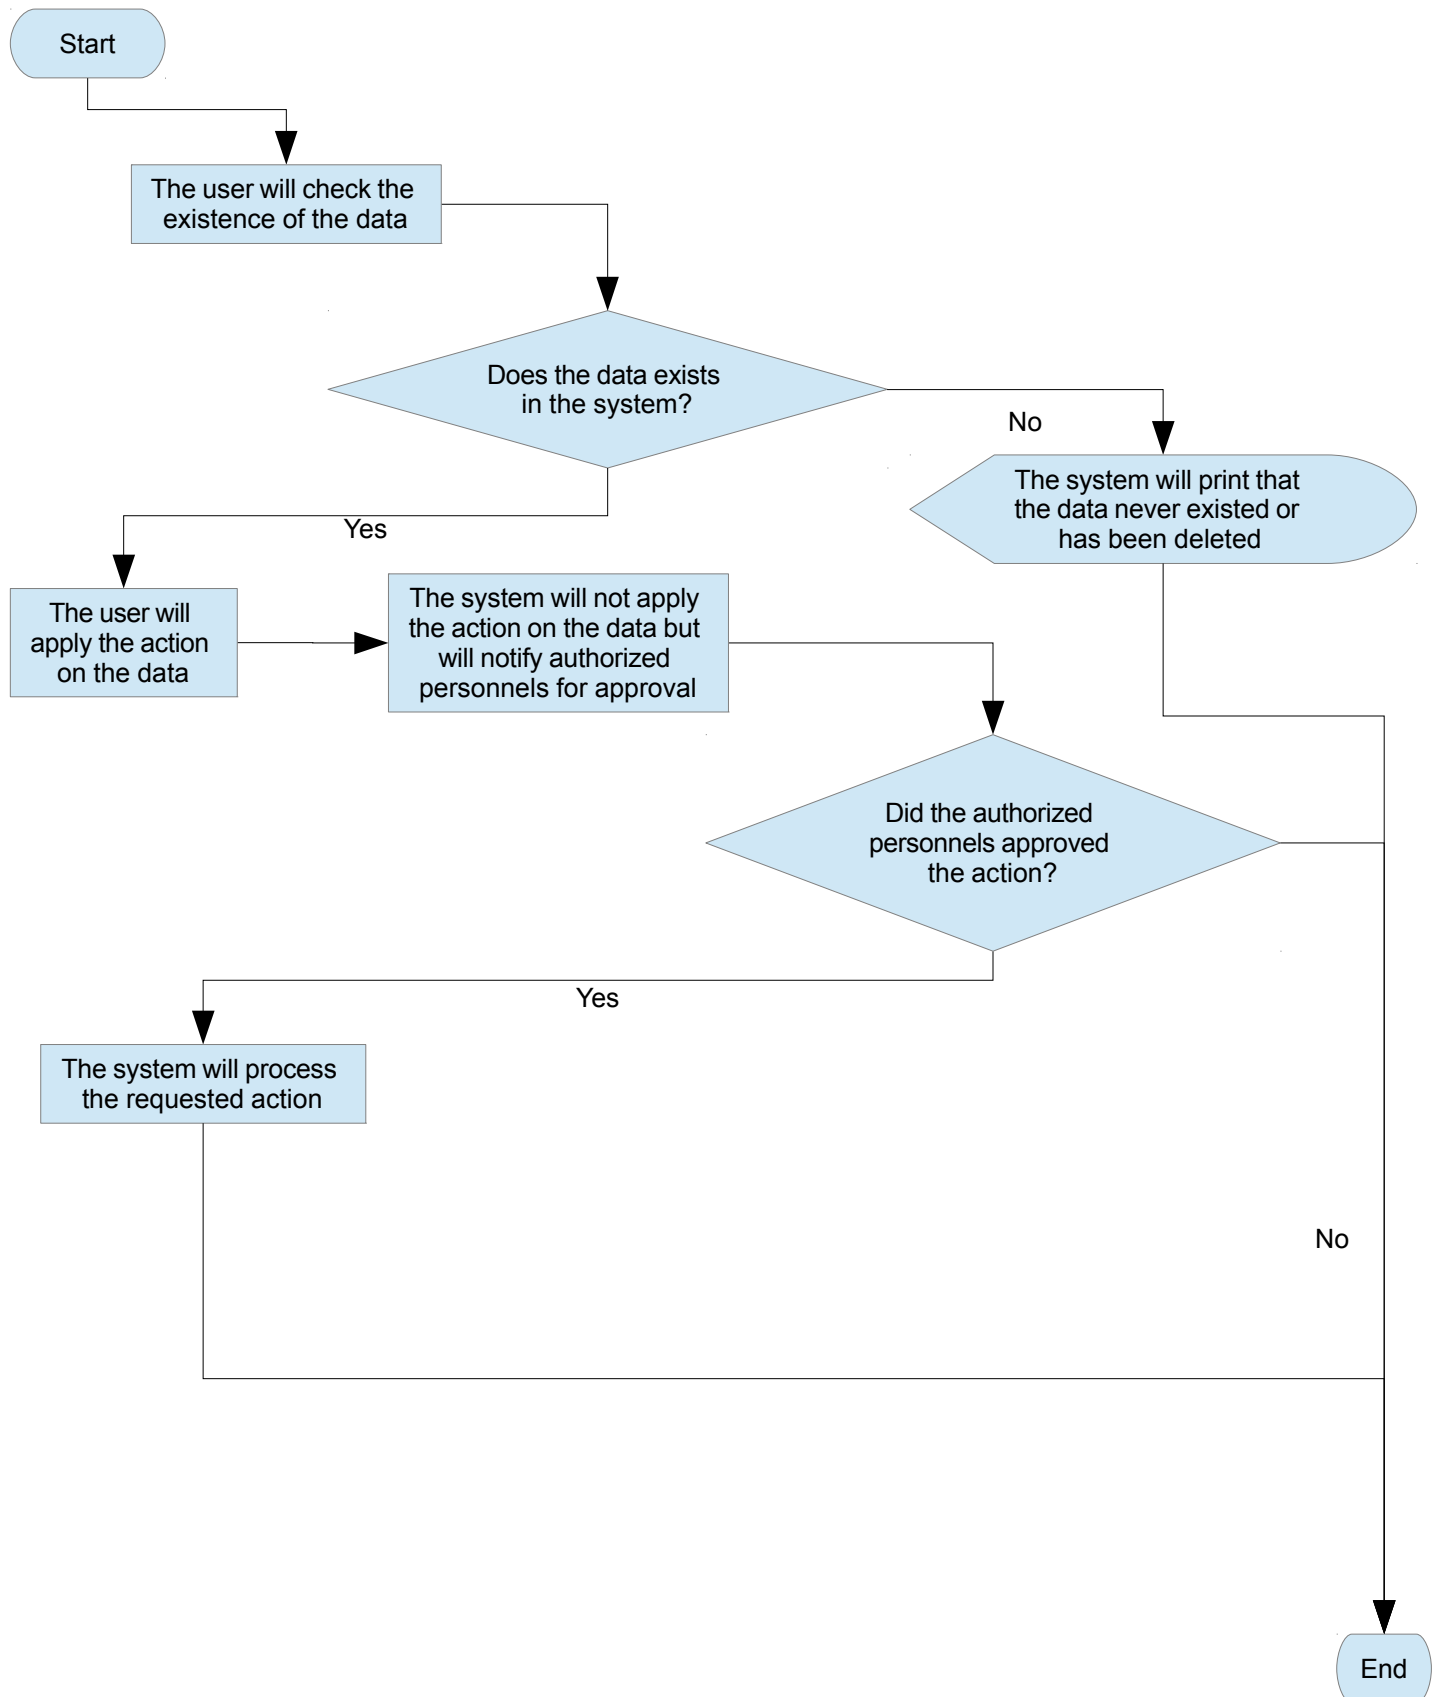 Start
The user will check the
existence of the data
Does the data exists
in the system?
No
The system will print that
the data never existed or
has been deleted
Yes
The user will
apply the action
on the data
The system will not apply
the action on the data but
will notify authorized
personnels for approval
Did the authorized
personnels approved
the action?
Yes
The system will process
the requested action
No
End